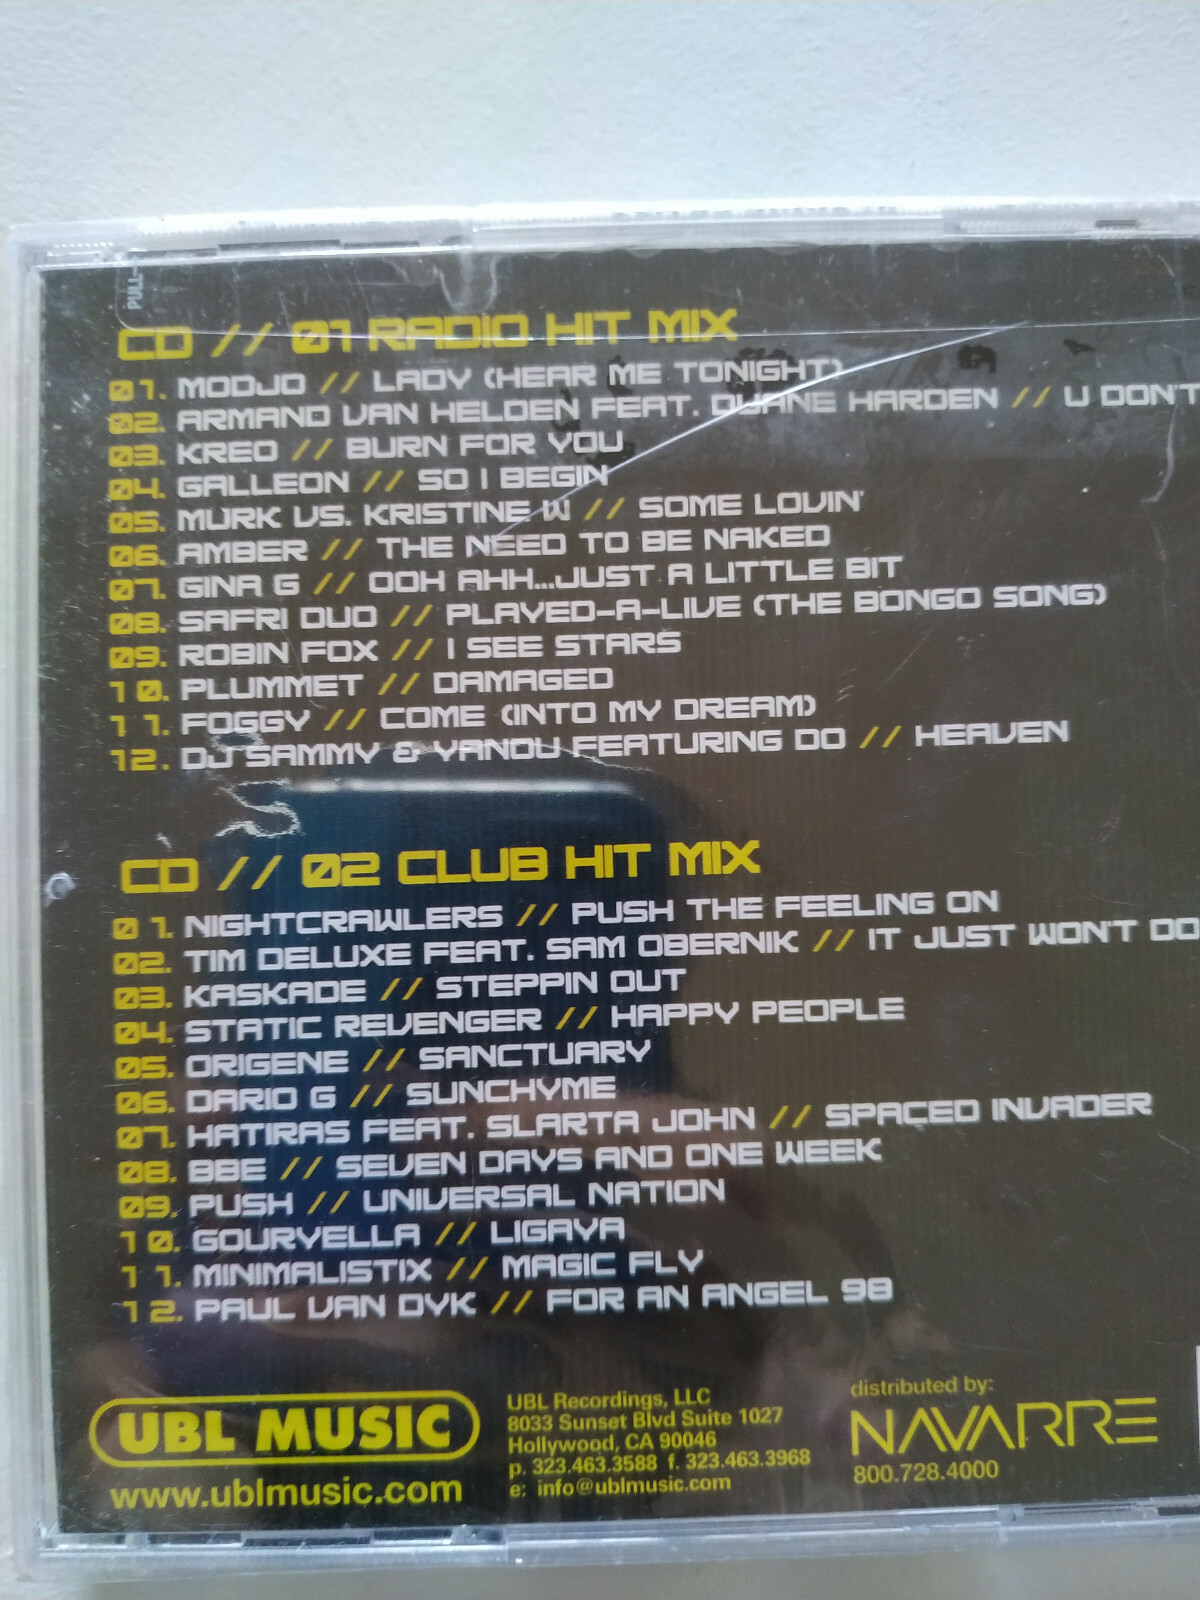 PULL
CD // 01 RADIO HIT MIX
01. MODJO // LADY (HEAR ME TONIGHT)
02. ARMAND VAN HELDEN FEAT. DUANE HARDEN // U DON'T
03. KREO // BURN FOR YOU
04. GALLEON // SO I BEGIN
05. MURK VS. KRISTINE W // SOME LOVIN'
06. AMBER // THE NEED TO BE NAKED
07. GINA G // OOH AHH...JUST A LITTLE BIT
08. SAFRI DUO // PLAYED-A-LIVE (THE BONGO SONG)
09. ROBIN FOX // I SEE STARS
10. PLUMMET // DAMAGED
11. FOGGY // COME (INTO MY DREAM)
12. DJ SAMMY & YANOU FEATURING DO // HEAVEN
CD // 02 CLUB HIT MIX
01. NIGHTCRAWLERS // PUSH THE FEELING ON
02. TIM DELUXE FEAT. SAM OBERNIK // IT JUST WON'T DO
03. KASKADE // STEPPIN OUT
04. STATIC REVENGER // HAPPY PEOPLE
05. ORIGENE // SANCTUARY
06. DARIO G // SUNCHYME
07. HATIRAS FEAT. SLARTA JOHN // SPACED INVADER
08. BBE // SEVEN DAYS AND ONE WEEK
09. PUSH // UNIVERSAL NATION
10. GOURYELLA // LIGAYA
11. MINIMALISTIX // MAGIC FLY
12. PAUL VAN DYK // FOR AN ANGEL 98
UBL MUSIC
www.ublmusic.com
UBL Recordings, LLC
8033 Sunset Blvd Suite 1027
Hollywood, CA 90046
p. 323.463.3588 f. 323.463.3968
e: info@ublmusic.com
distributed by:
NAVARRE
800.728.4000